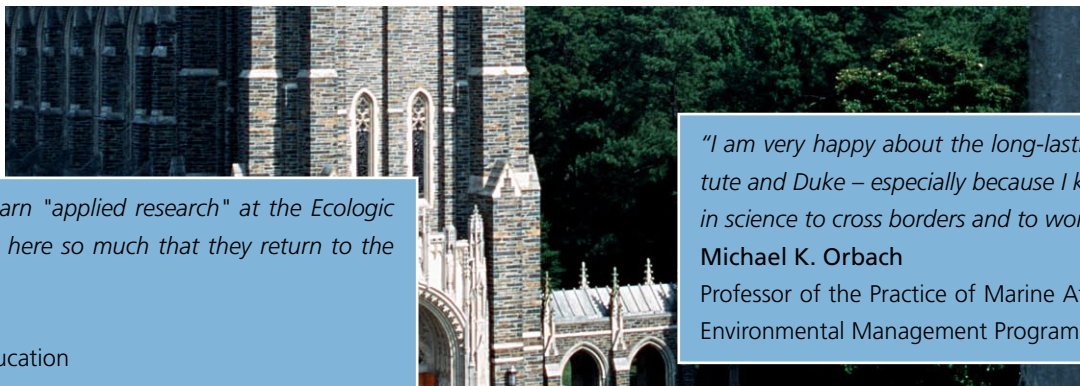 arn "applied research" at the Ecologic
here so much that they return to the
ucation
"I am very happy about the long-last
tute and Duke – especially because I k
in science to cross borders and to wor
Michael K. Orbach
Professor of the Practice of Marine Af
Environmental Management Program